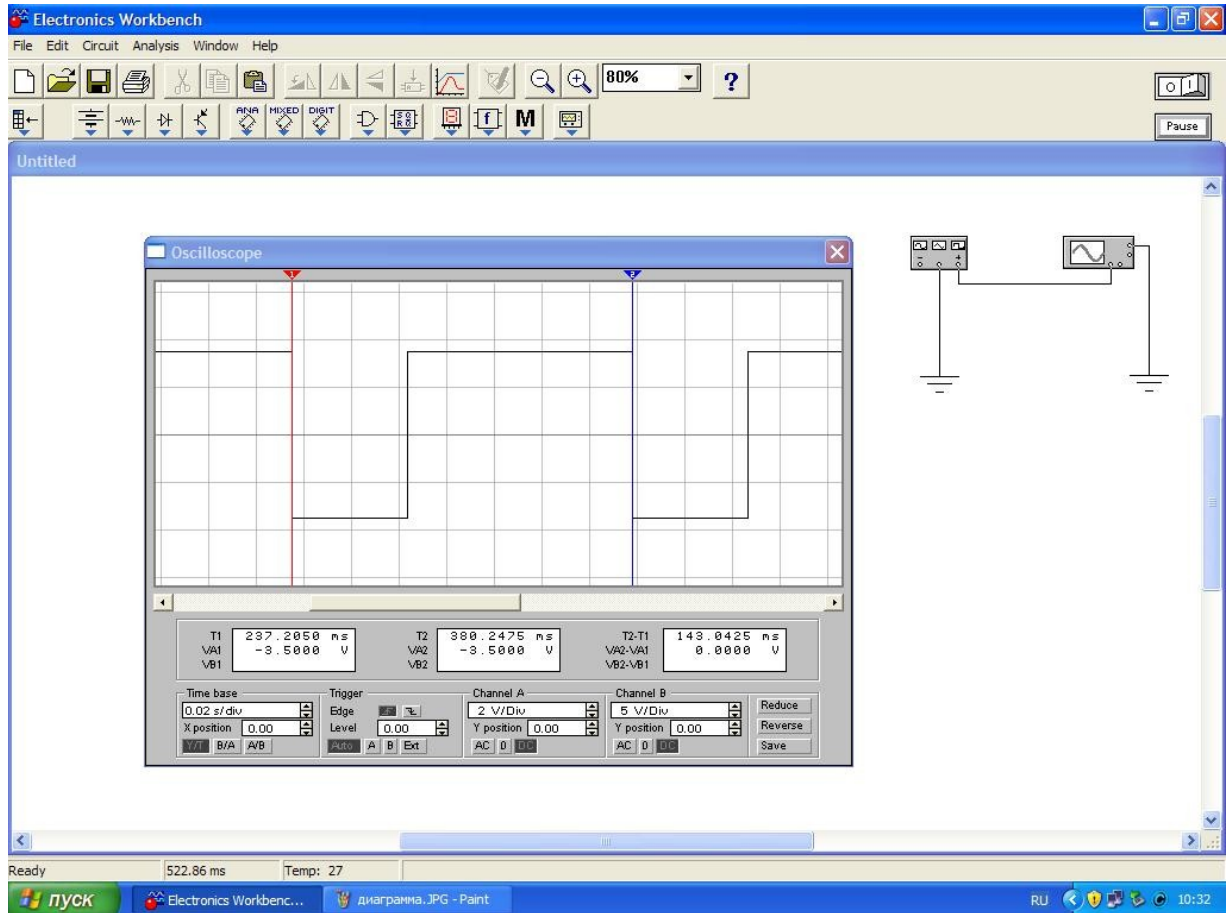 Electronics Workbench
File Edit Circuit Analysis Window Help
80%
?
ANA MIXED DIGIT
M
Pause
Untitled
Oscilloscope
1 2
T1 237.2050 ms T2 380.2475 ms T2-T1 143.0425 ms
VA1 -3.5000 V VA2 -3.5000 V VA2-VA1 0.0000 V
VB1 VB2 VB2-VB1
Time base Trigger Channel A Channel B
0.02 s/div Edge 2 V/Div 5 V/Div Reduce
X position 0.00 Level 0.00 Y position 0.00 Y position 0.00 Reverse
Y/T B/A A/B Auto A B Ext AC 0 DC AC 0 DC Save
Ready 522.86 ms Temp: 27
пуск Electronics Workbenc... диаграмма.JPG - Paint RU 10:32